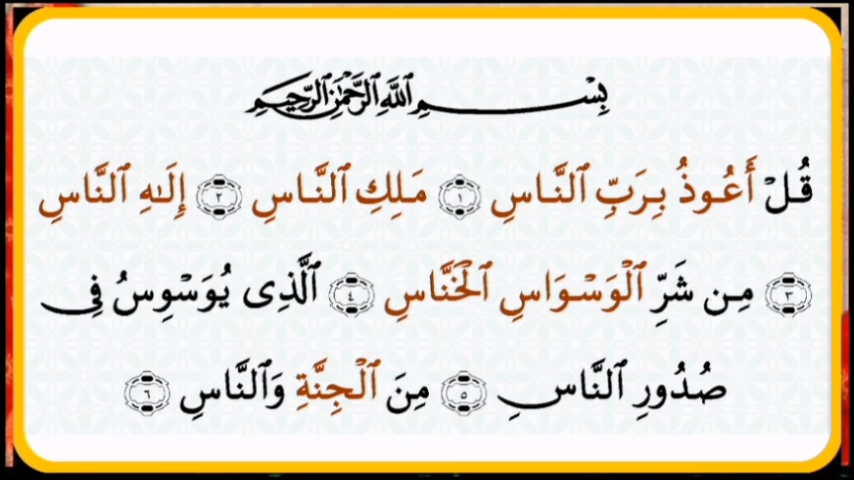 بِسْمِ ٱللَّهِ ٱلرَّحْمَٰنِ ٱلرَّحِيمِ
قُلْ أَعُوذُ بِرَبِّ ٱلنَّاسِ ١ مَلِكِ ٱلنَّاسِ ٢ إِلَٰهِ ٱلنَّاسِ
٣ مِن شَرِّ ٱلْوَسْوَاسِ ٱلْخَنَّاسِ ٤ ٱلَّذِى يُوَسْوِسُ فِى
صُدُورِ ٱلنَّاسِ ٥ مِنَ ٱلْجِنَّةِ وَٱلنَّاسِ ٦